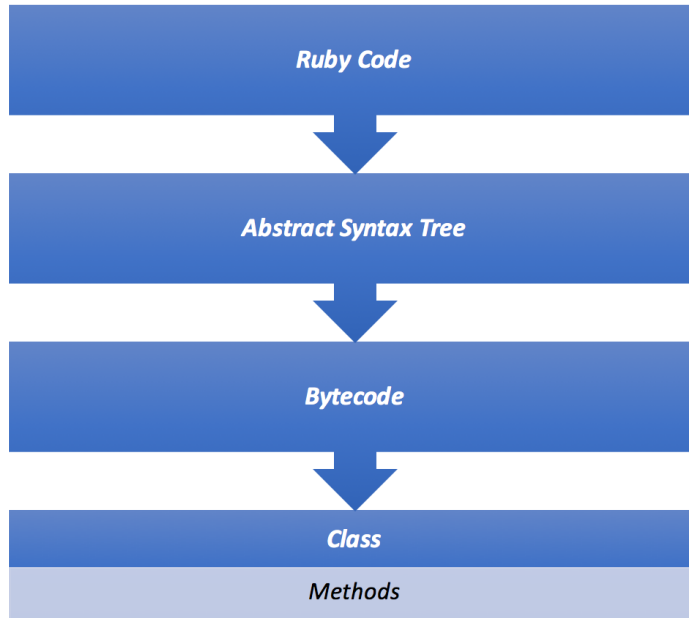 Ruby Code
Abstract Syntax Tree
Bytecode
Class
Methods